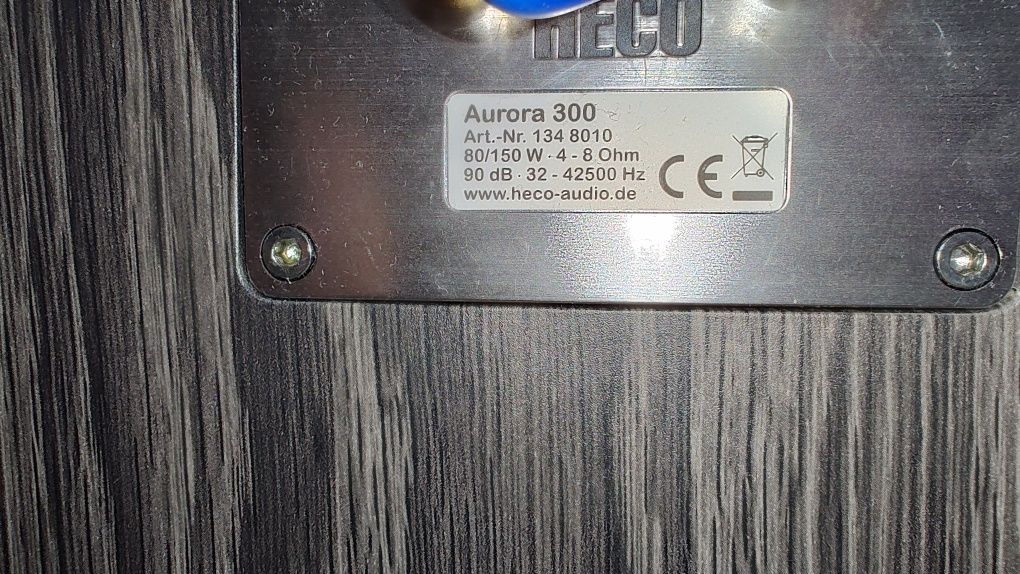 HECO
Aurora 300
Art.-Nr. 134 8010
80/150 W · 4 - 8 Ohm
90 dB · 32 - 42500 Hz
www.heco-audio.de
CE